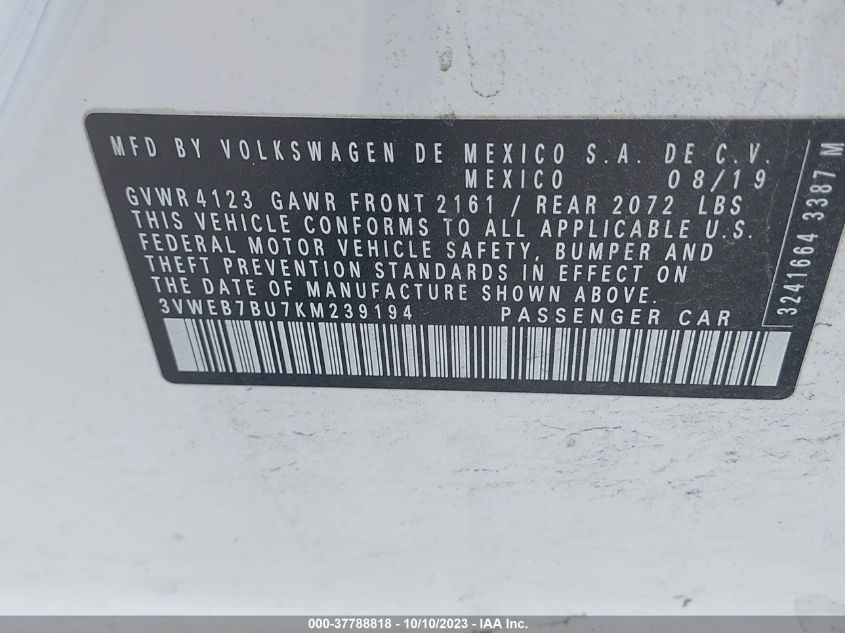 MFD BY VOLKSWAGEN DE MEXICO S.A. DE C.V.
MEXICO 08/19
GVWR 4123 GAWR FRONT 2161 / REAR 2072 LBS
THIS VEHICLE CONFORMS TO ALL APPLICABLE U.S.
FEDERAL MOTOR VEHICLE SAFETY, BUMPER AND
THEFT PREVENTION STANDARDS IN EFFECT ON
THE DATE OF MANUFACTURE SHOWN ABOVE.
3VWEB7BU7KM239194 PASSENGER CAR
3241664 3387 M
000-37788818 - 10/10/2023 - IAA Inc.